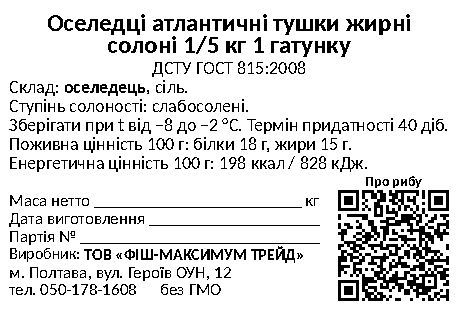 Оселедці атлантичні тушки жирні
солоні 1/5 кг 1 гатунку
ДСТУ ГОСТ 815:2008
Склад: оселедець, сіль.
Ступінь солоності: слабосолені.
Зберігати при t від −8 до −2 °С. Термін придатності 40 діб.
Поживна цінність 100 г: білки 18 г, жири 15 г.
Енергетична цінність 100 г: 198 ккал / 828 кДж.
Про рибу
Маса нетто ____________________ кг
Дата виготовлення ________________
Партія № ________________________
Виробник: ТОВ «ФІШ-МАКСИМУМ ТРЕЙД»
м. Полтава, вул. Героїв ОУН, 12
тел. 050-178-1608 без ГМО